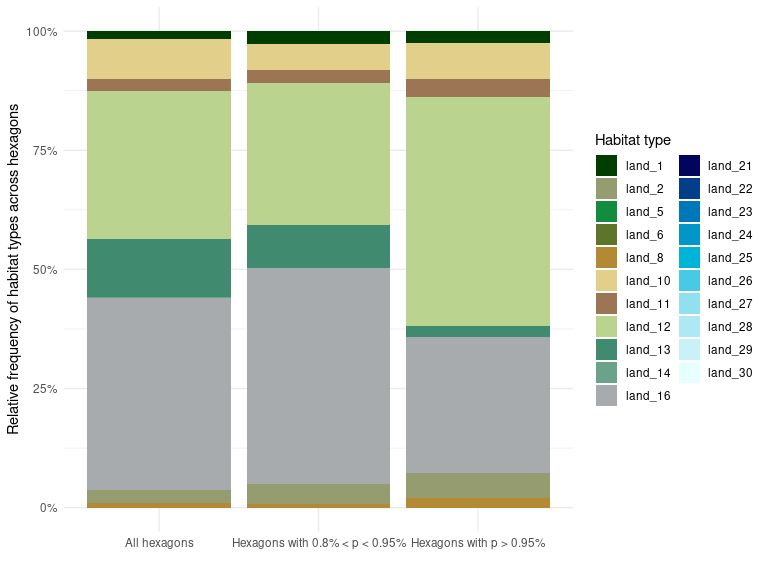 Relative frequency of habitat types across hexagons
100%
75%
50%
25%
0%
All hexagons
Hexagons with 0.8% < p < 0.95%
Hexagons with p > 0.95%
Habitat type
land_1
land_2
land_5
land_6
land_8
land_10
land_11
land_12
land_13
land_14
land_16
land_21
land_22
land_23
land_24
land_25
land_26
land_27
land_28
land_29
land_30